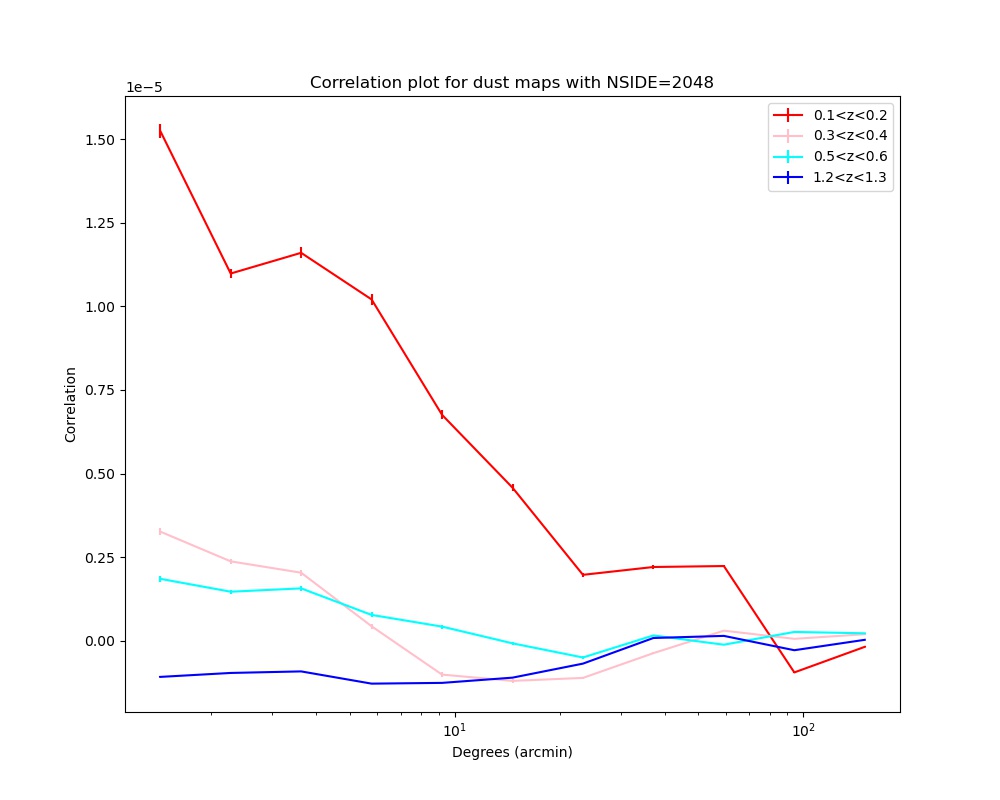 Correlation plot for dust maps with NSIDE=2048
1e−5
0.1<z<0.2
0.3<z<0.4
0.5<z<0.6
1.2<z<1.3
1.50
1.25
1.00
0.75
0.50
0.25
0.00
Correlation
10¹
10²
Degrees (arcmin)